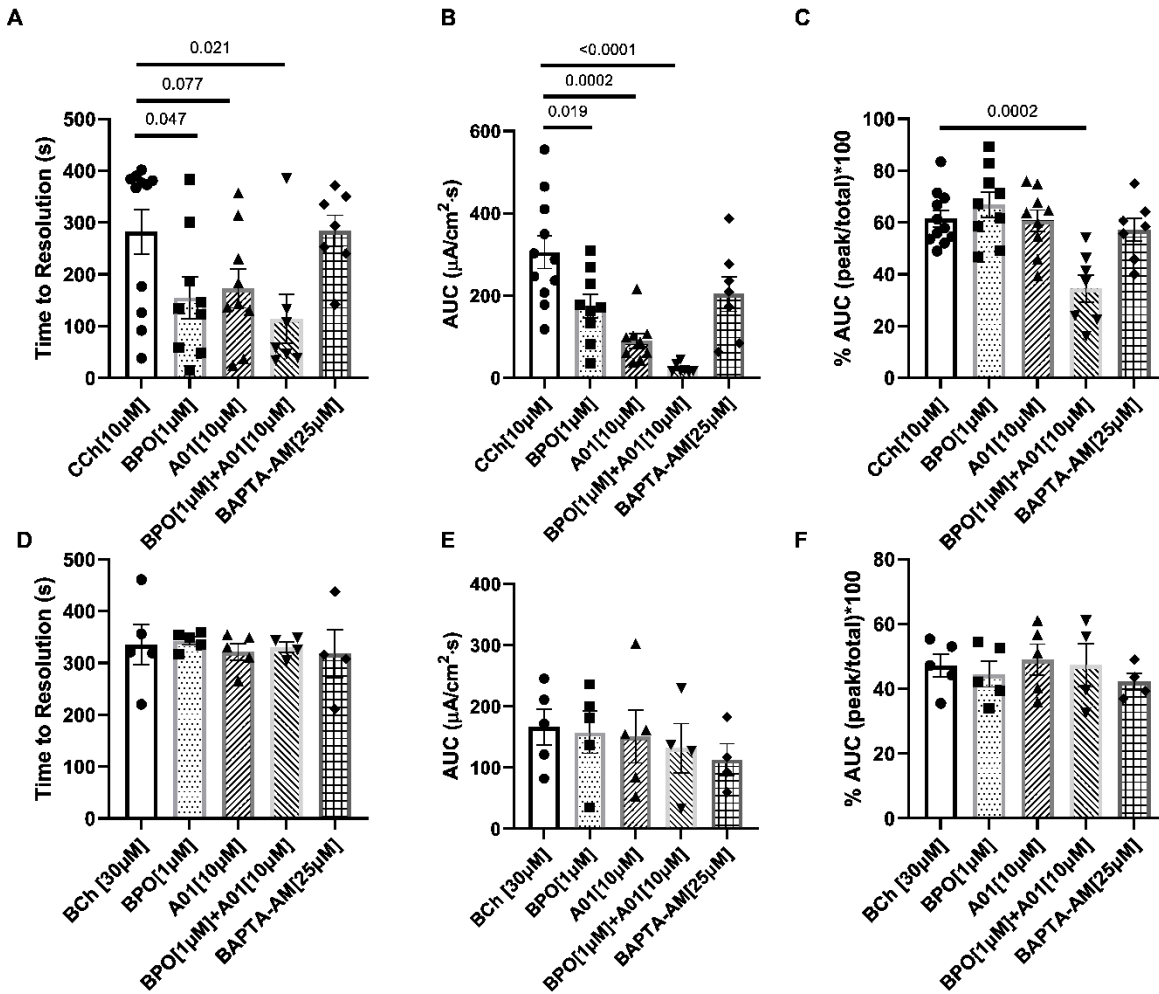 A
0.021
0.077
0.047
Time to Resolution (s)
500
400
300
200
100
0
CCh[10µM]
BPO[1µM]
A01[10µM]
BPO[1µM]+A01[10µM]
BAPTA-AM[25µM]
B
<0.0001
0.0002
0.019
AUC (µA/cm²·s)
600
400
200
0
CCh[10µM]
BPO[1µM]
A01[10µM]
BPO[1µM]+A01[10µM]
BAPTA-AM[25µM]
C
0.0002
% AUC (peak/total)*100
100
80
60
40
20
0
CCh[10µM]
BPO[1µM]
A01[10µM]
BPO[1µM]+A01[10µM]
BAPTA-AM[25µM]
D
Time to Resolution (s)
500
400
300
200
100
0
BCh [30µM]
BPO[1µM]
A01[10µM]
BPO[1µM]+A01[10µM]
BAPTA-AM[25µM]
E
AUC (µA/cm²·s)
400
300
200
100
0
BCh [30µM]
BPO[1µM]
A01[10µM]
BPO[1µM]+A01[10µM]
BAPTA-AM[25µM]
F
% AUC (peak/total)*100
80
60
40
20
0
BCh [30µM]
BPO[1µM]
A01[10µM]
BPO[1µM]+A01[10µM]
BAPTA-AM[25µM]